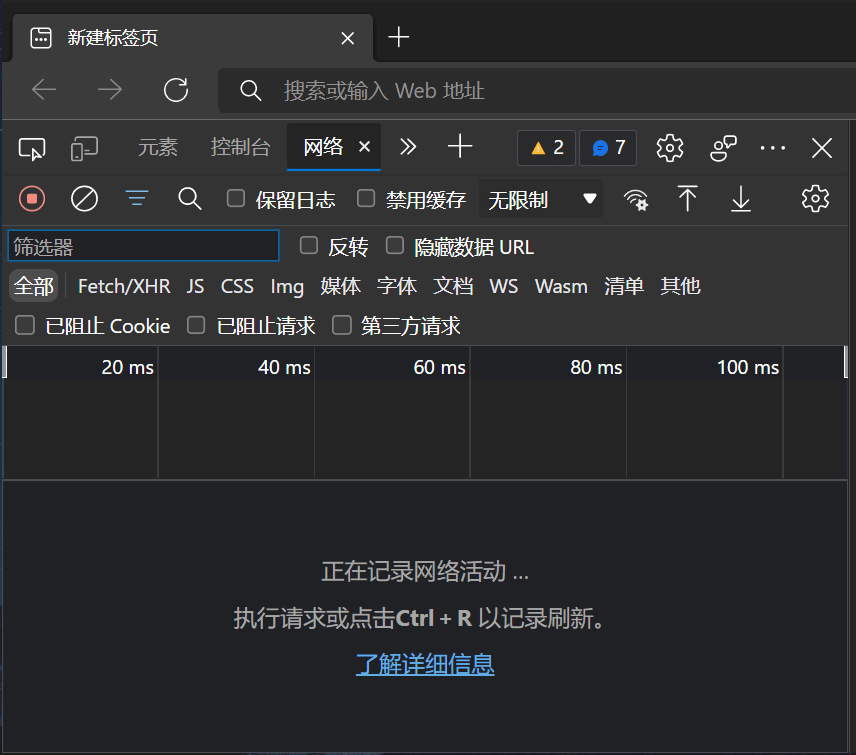 新建标签页
搜索或输入 Web 地址
元素 控制台 网络 2 7
保留日志 禁用缓存 无限制
筛选器 反转 隐藏数据 URL
全部 Fetch/XHR JS CSS Img 媒体 字体 文档 WS Wasm 清单 其他
已阻止 Cookie 已阻止请求 第三方请求
20 ms 40 ms 60 ms 80 ms 100 ms
正在记录网络活动 ...
执行请求或点击Ctrl + R 以记录刷新。
了解详细信息